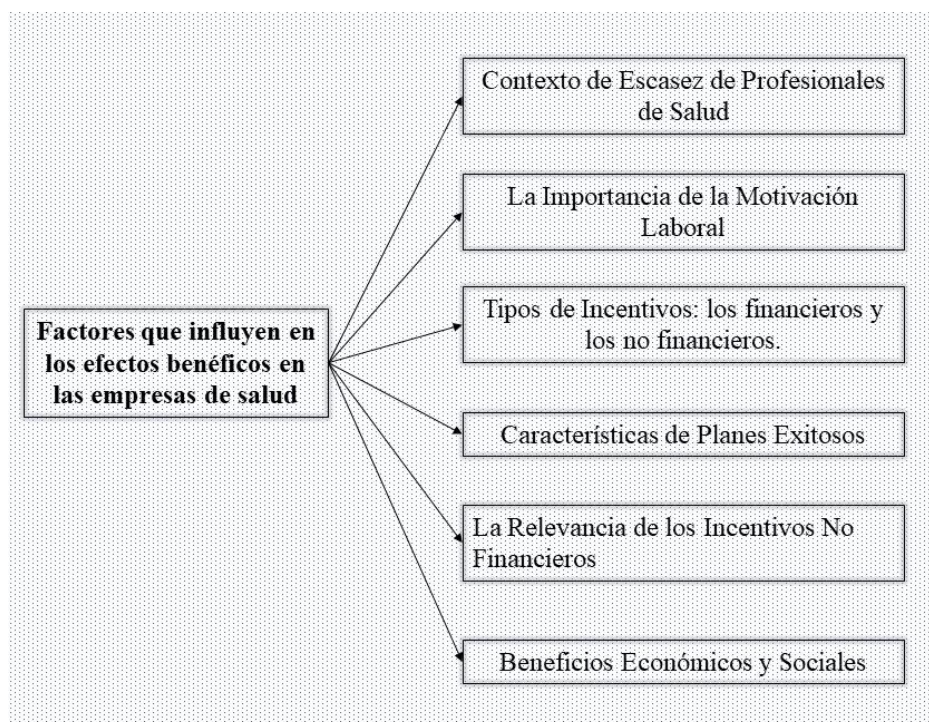 Contexto de Escasez de Profesionales
de Salud
La Importancia de la Motivación
Laboral
Tipos de Incentivos: los financieros y
los no financieros.
Factores que influyen en
los efectos benéficos en
las empresas de salud
Características de Planes Exitosos
La Relevancia de los Incentivos No
Financieros
Beneficios Económicos y Sociales